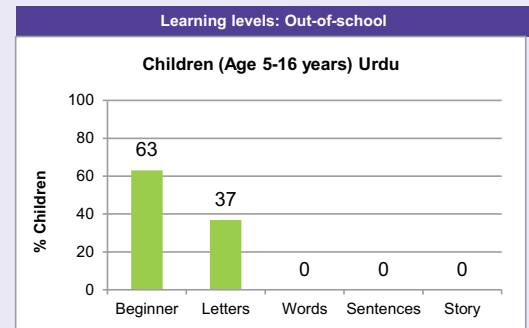 Learning levels: Out-of-school
Children (Age 5-16 years) Urdu
% Children
100
80
60
40
20
0
63
37
0
0
0
Beginner Letters Words Sentences Story